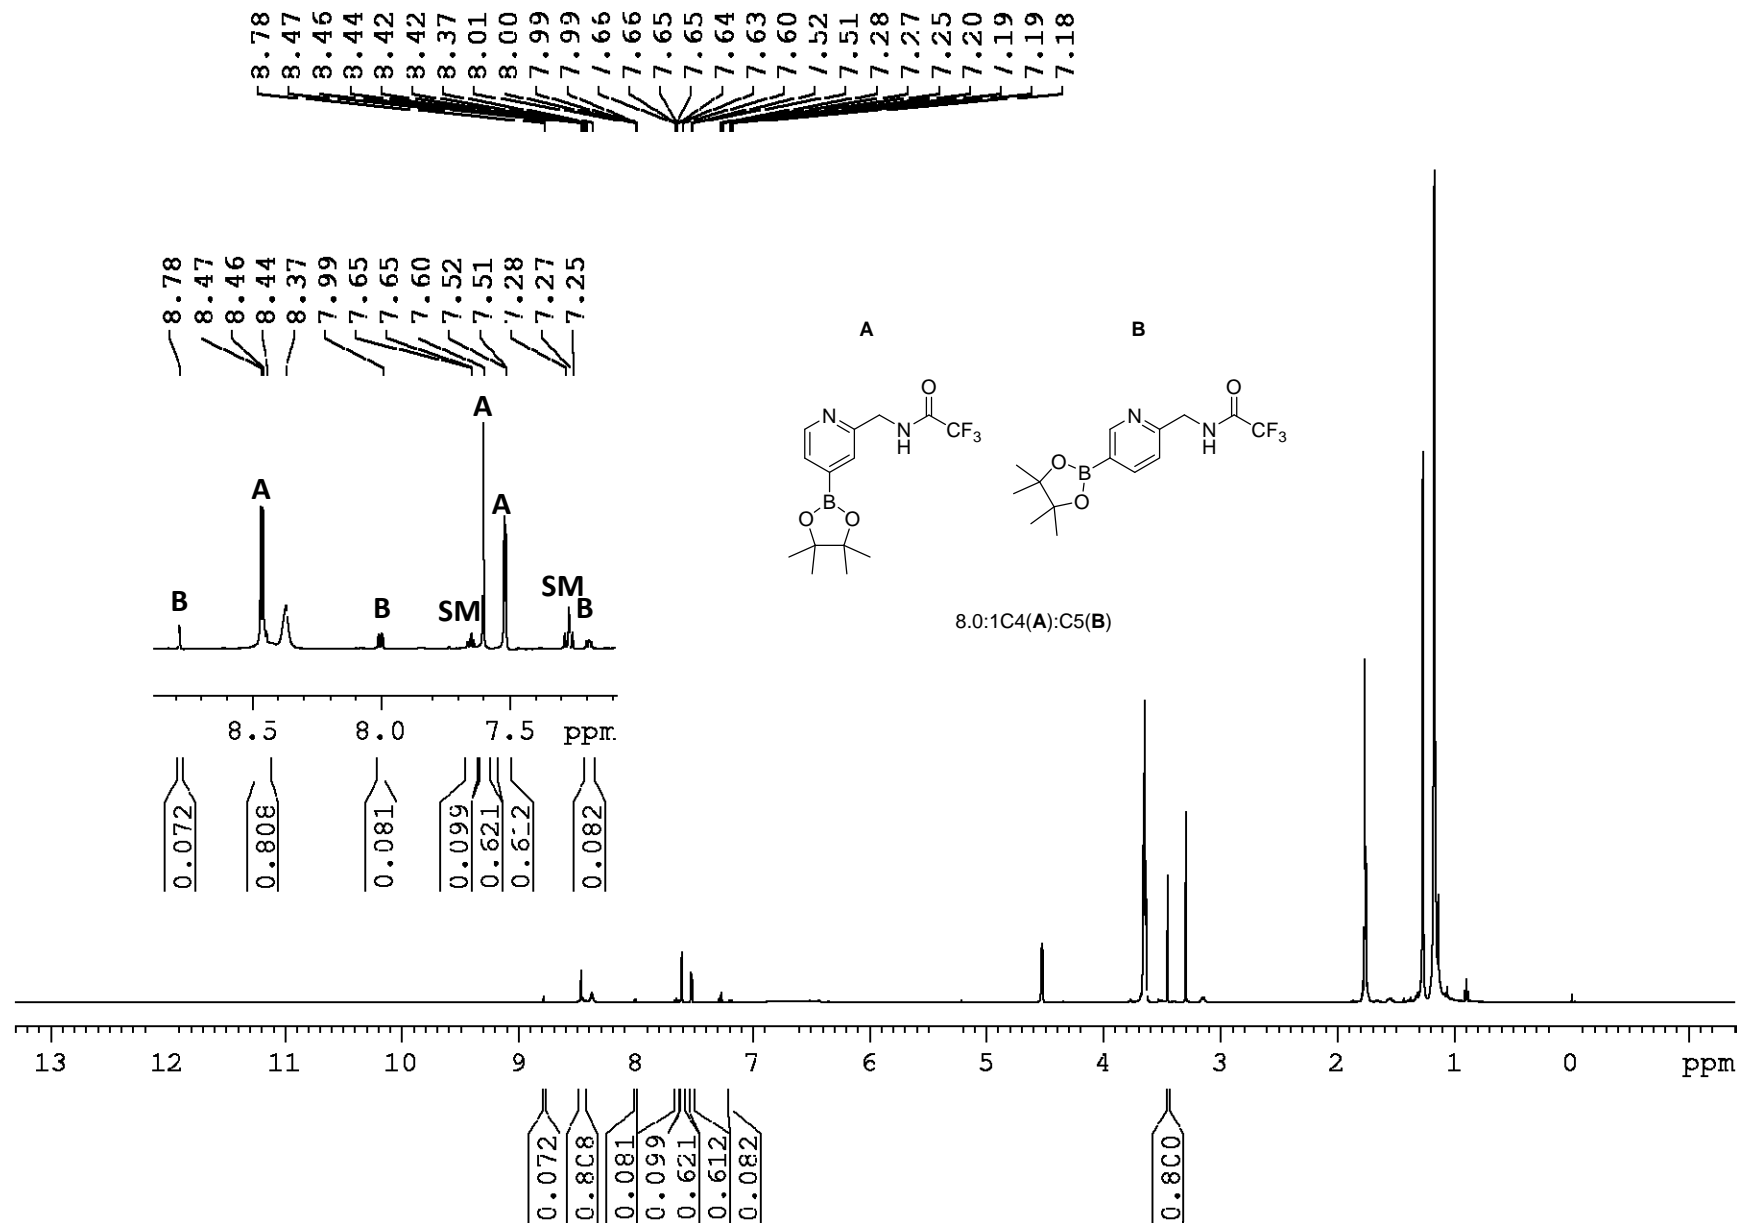 8.78 8.47 8.46 8.44 8.42 8.42 8.37 8.01 8.00 7.99 7.99 7.66 7.66 7.65 7.65 7.64 7.63 7.60 7.52 7.51 7.28 7.27 7.25 7.20 7.19 7.19 7.18
8.78 8.47 8.46 8.44 8.37 7.99 7.65 7.65 7.60 7.52 7.51 7.28 7.27 7.25
A B
O
N
N
H
CF3
B
O O
O
N
N
H
CF3
O
B
O
8.0:1C4(A):C5(B)
A
A
A
B
B
SM
SM
B
8.5 8.0 7.5 ppm
0.072 0.808 0.081 0.099 0.621 0.612 0.082
13 12 11 10 9 8 7 6 5 4 3 2 1 0 ppm
0.072 0.808 0.081 0.099 0.621 0.612 0.082 0.800